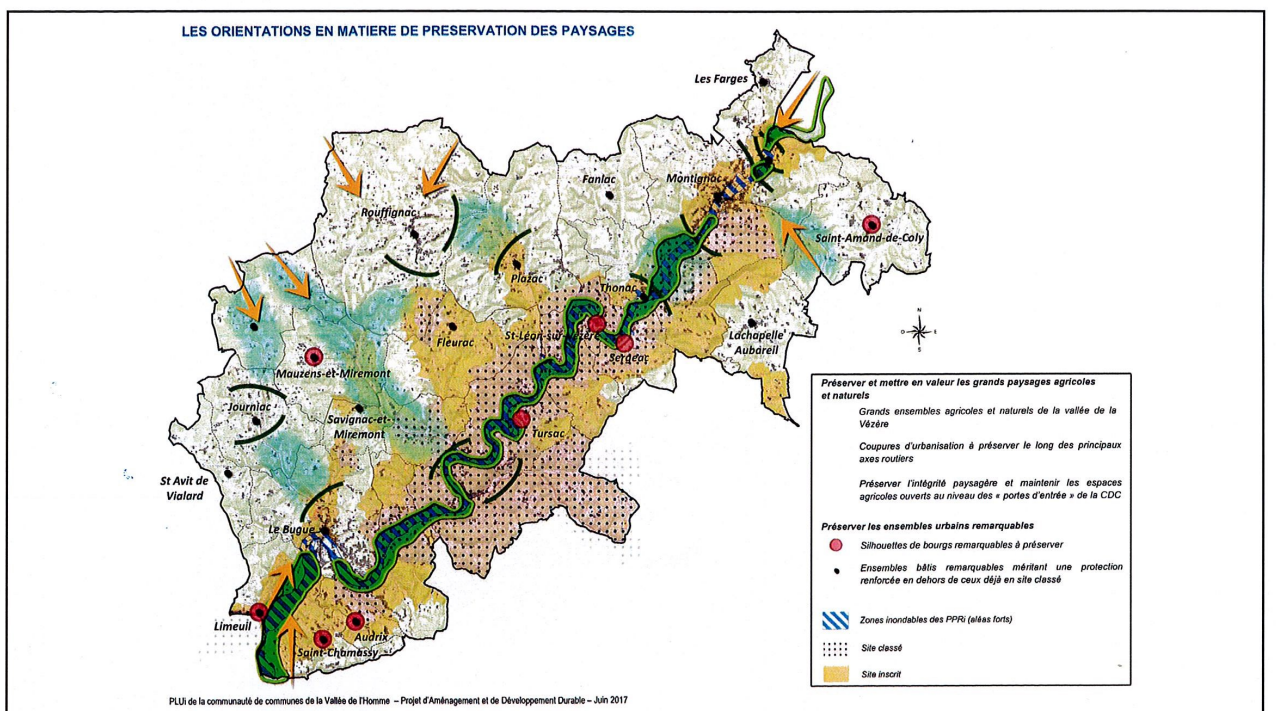 LES ORIENTATIONS EN MATIERE DE PRESERVATION DES PAYSAGES
Les Farges
Fanlac
Montignac
Rouffignac
Saint-Amand-de-Coly
Plazac
Thonac
St-Léon-sur-Vézère
Fleurac
Sergeac
Lachapelle
Aubareil
Mauzens-et-Miremont
Journiac
Savignac-et-
Miremont
Tursac
St Avit de
Vialard
Le Bugue
Limeuil
Audrix
Saint-Chamassy
N
E
S
Préserver et mettre en valeur les grands paysages agricoles
et naturels
Grands ensembles agricoles et naturels de la vallée de la
Vézère
Coupures d'urbanisation à préserver le long des principaux
axes routiers
Préserver l'intégrité paysagère et maintenir les espaces
agricoles ouverts au niveau des « portes d'entrée » de la CDC
Préserver les ensembles urbains remarquables
Silhouettes de bourgs remarquables à préserver
Ensembles bâtis remarquables méritant une protection
renforcée en dehors de ceux déjà en site classé
Zones inondables des PPRi (aléas forts)
Site classé
Site inscrit
PLUi de la communauté de communes de la Vallée de l'Homme – Projet d'Aménagement et de Développement Durable – Juin 2017